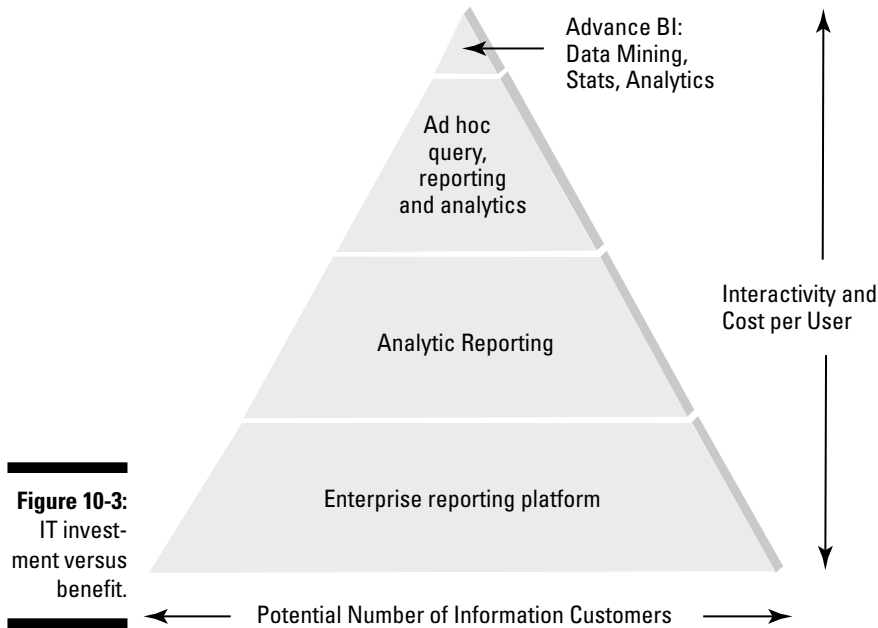 Advance BI:
Data Mining,
Stats, Analytics
Ad hoc
query,
reporting
and analytics
Interactivity and
Cost per User
Analytic Reporting
Enterprise reporting platform
Figure 10-3:
IT invest-
ment versus
benefit.
Potential Number of Information Customers